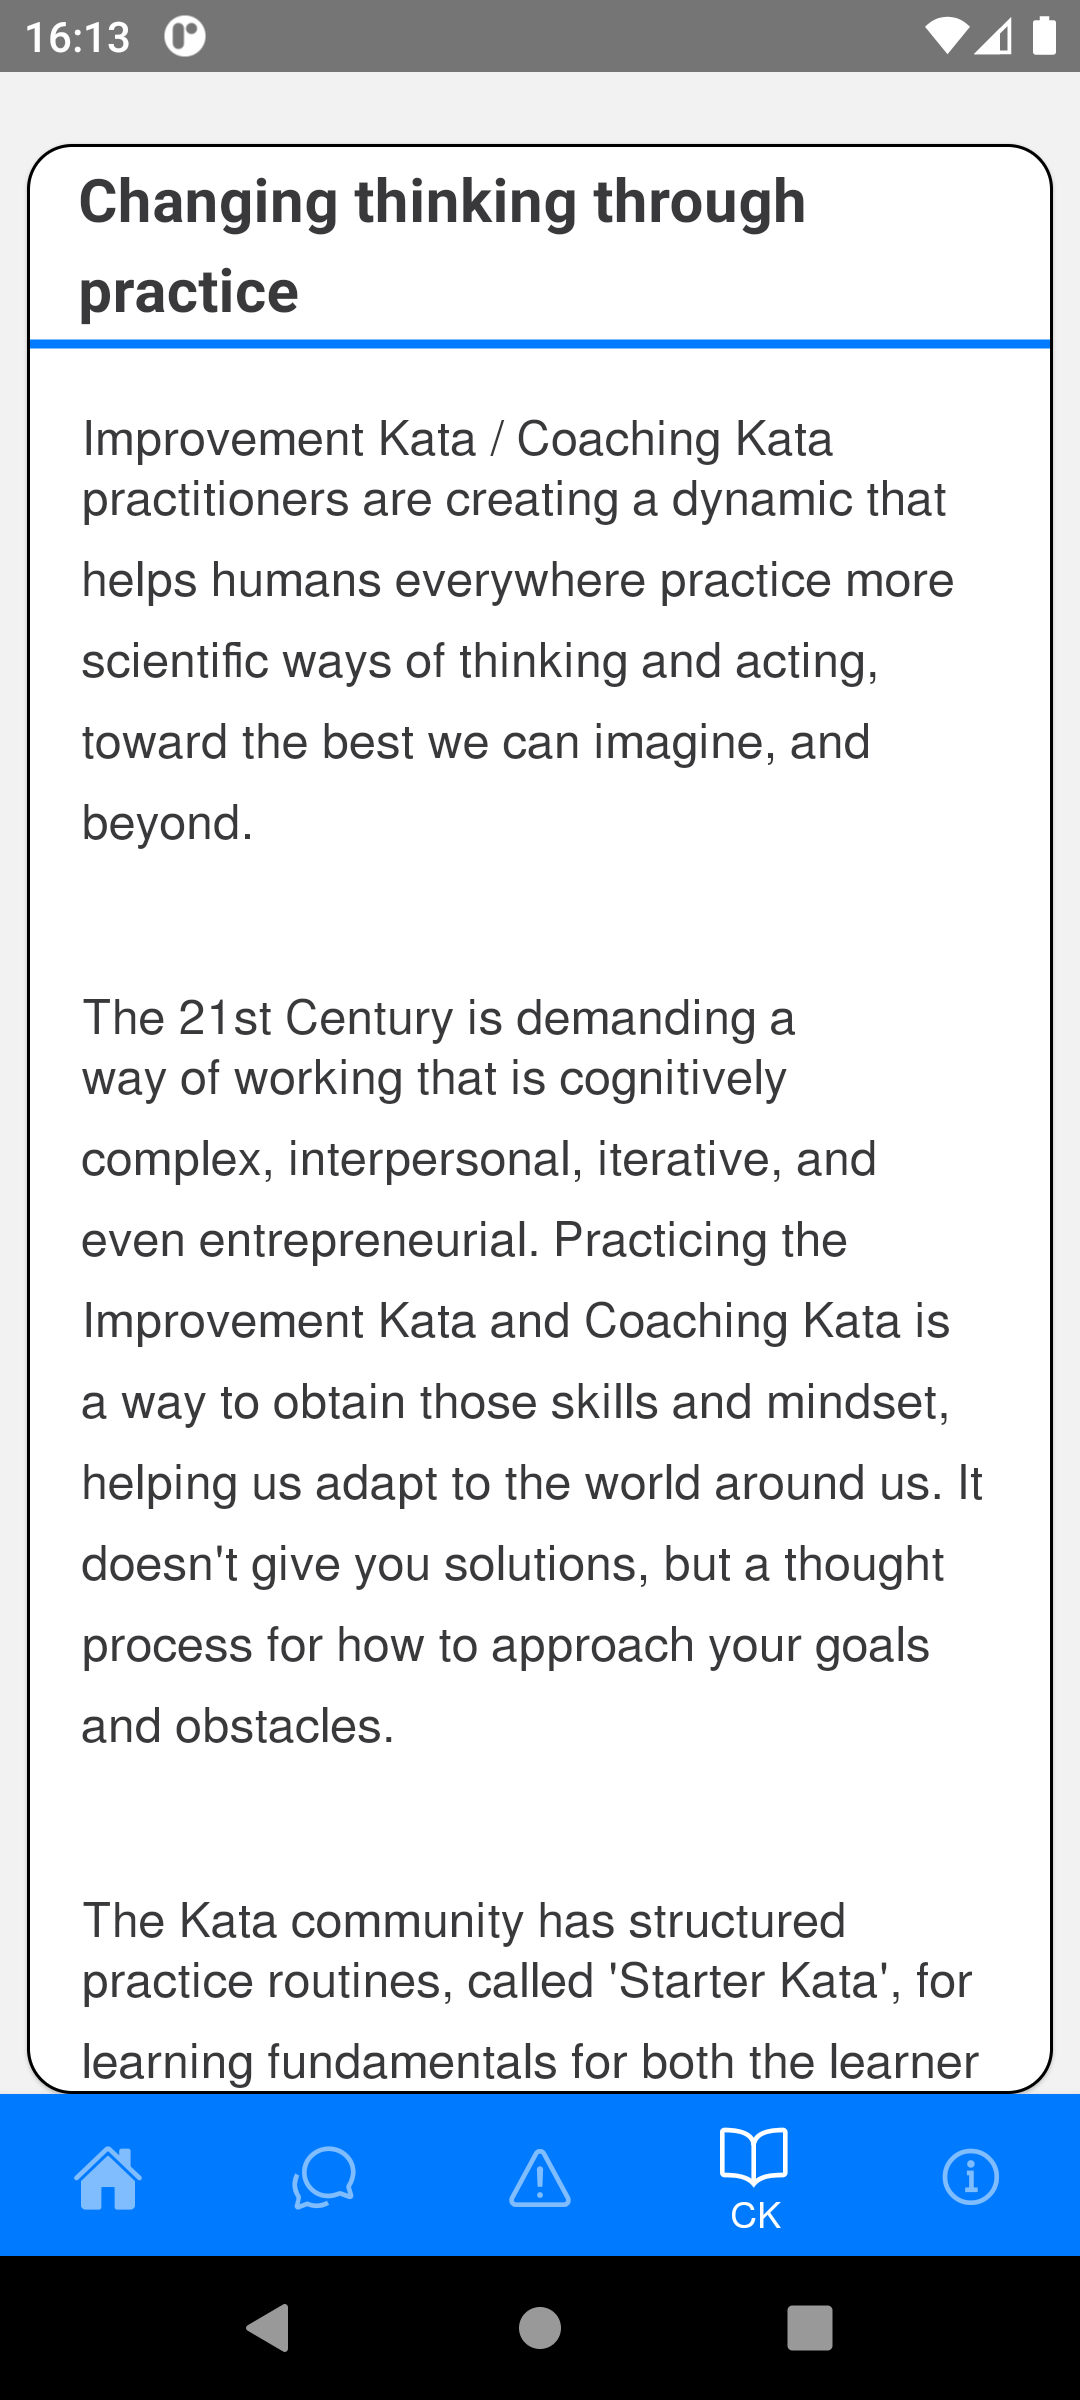 16:13
Changing thinking through
practice
Improvement Kata / Coaching Kata
practitioners are creating a dynamic that
helps humans everywhere practice more
scientific ways of thinking and acting,
toward the best we can imagine, and
beyond.
The 21st Century is demanding a
way of working that is cognitively
complex, interpersonal, iterative, and
even entrepreneurial. Practicing the
Improvement Kata and Coaching Kata is
a way to obtain those skills and mindset,
helping us adapt to the world around us. It
doesn't give you solutions, but a thought
process for how to approach your goals
and obstacles.
The Kata community has structured
practice routines, called 'Starter Kata', for
learning fundamentals for both the learner
CK